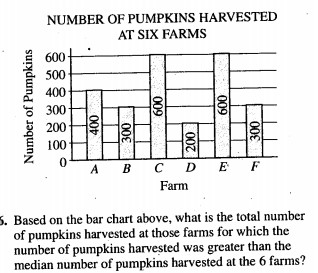 NUMBER OF PUMPKINS HARVESTED
AT SIX FARMS
Number of Pumpkins
600
500
400
300
200
100
0
400
300
600
200
600
300
A B C D E F
Farm
6. Based on the bar chart above, what is the total number
of pumpkins harvested at those farms for which the
number of pumpkins harvested was greater than the
median number of pumpkins harvested at the 6 farms?